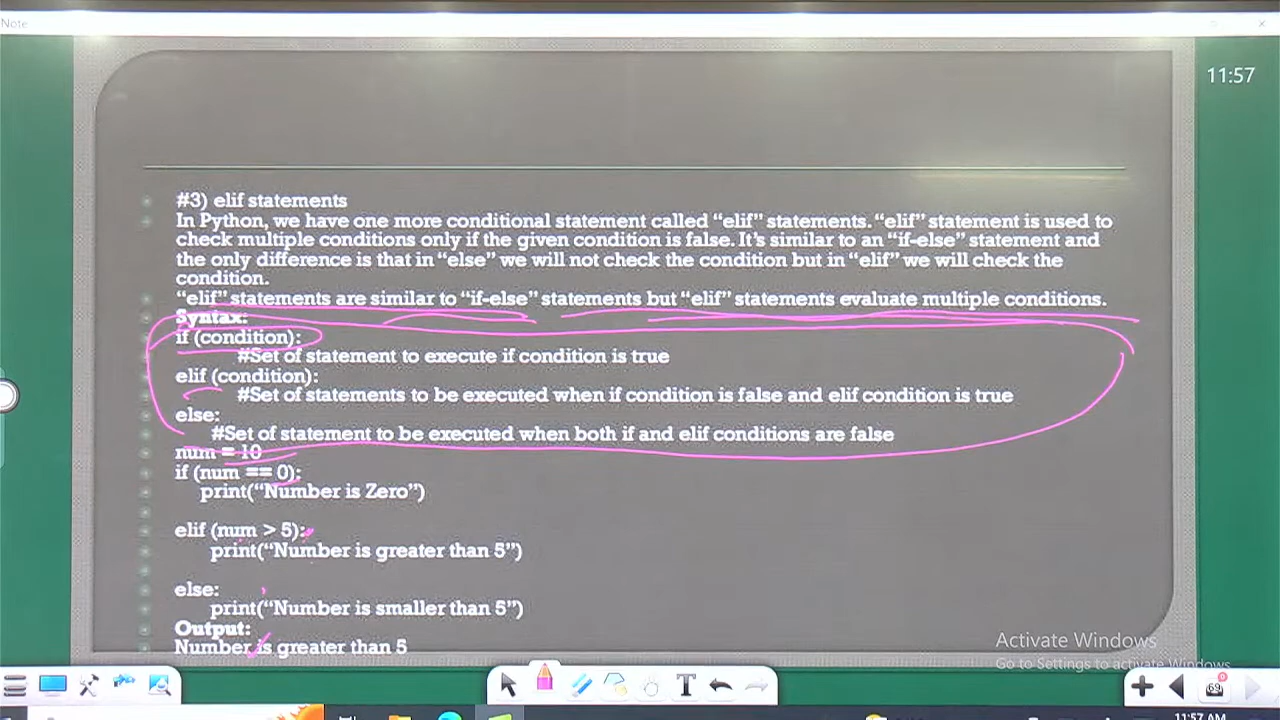 Note
11:57
#3) elif statements
In Python, we have one more conditional statement called “elif” statements. “elif” statement is used to
check multiple conditions only if the given condition is false. It’s similar to an “if-else” statement and
the only difference is that in “else” we will not check the condition but in “elif” we will check the
condition.
“elif” statements are similar to “if-else” statements but “elif” statements evaluate multiple conditions.
Syntax:
if (condition):
#Set of statement to execute if condition is true
elif (condition):
#Set of statements to be executed when if condition is false and elif condition is true
else:
#Set of statement to be executed when both if and elif conditions are false
num = 10
if (num == 0):
print(“Number is Zero”)
elif (num > 5):
print(“Number is greater than 5”)
else:
print(“Number is smaller than 5”)
Output:
Number is greater than 5
Activate Windows
Go to Settings to activate Windows.
T
69
11:57 AM